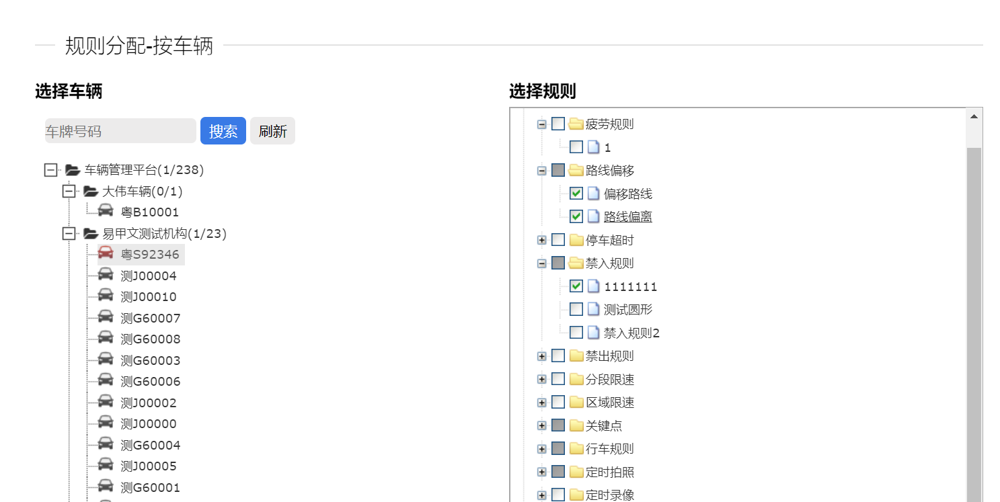 规则分配-按车辆
选择车辆
车牌号码
搜索
刷新
车辆管理平台(1/238)
大伟车辆(0/1)
粤B10001
易甲文测试机构(1/23)
粤S92346
测J00004
测J00010
测G60007
测G60008
测G60003
测G60006
测J00002
测J00000
测G60004
测J00005
测G60001
选择规则
疲劳规则
1
路线偏移
偏移路线
路线偏离
停车超时
禁入规则
1111111
测试圆形
禁入规则2
禁出规则
分段限速
区域限速
关键点
行车规则
定时拍照
定时录像